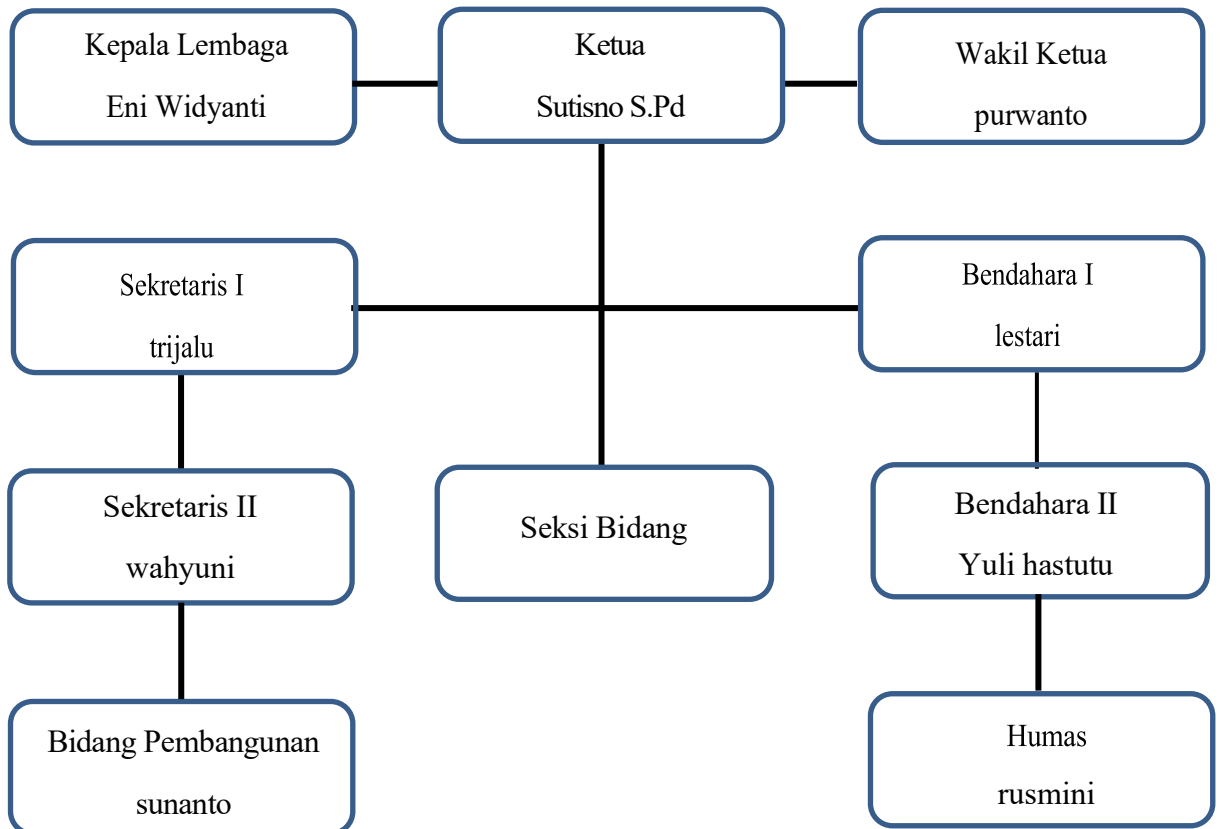 Kepala Lembaga
Eni Widyanti
Ketua
Sutisno S.Pd
Wakil Ketua
purwanto
Sekretaris I
trijalu
Bendahara I
lestari
Sekretaris II
wahyuni
Seksi Bidang
Bendahara II
Yuli hastutu
Bidang Pembangunan
sunanto
Humas
rusmini